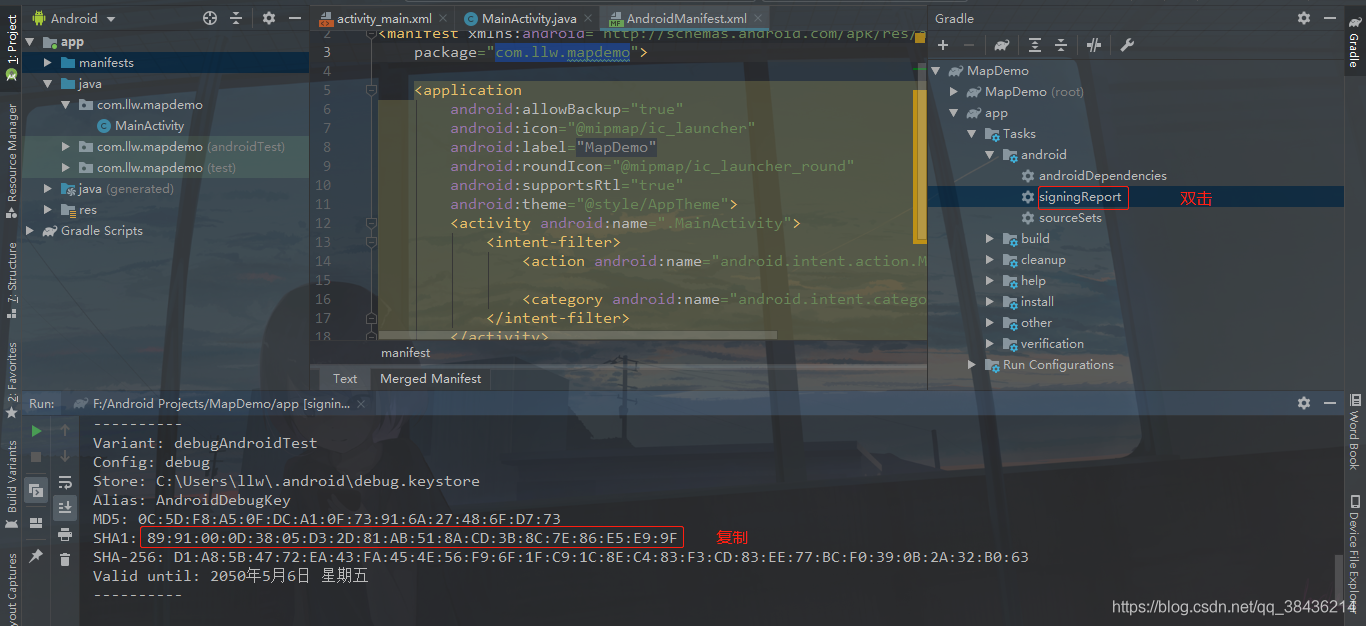 1: Project
Resource Manager
7: Structure
2: Favorites
Build Variants
Layout Captures
Android
app
manifests
java
com.llw.mapdemo
MainActivity
com.llw.mapdemo (androidTest)
com.llw.mapdemo (test)
java (generated)
res
Gradle Scripts
activity_main.xml
MainActivity.java
AndroidManifest.xml
2 <manifest xmlns:android="http://schemas.android.com/apk/res/a
3 package="com.llw.mapdemo">
4
5 <application
6 android:allowBackup="true"
7 android:icon="@mipmap/ic_launcher"
8 android:label="MapDemo"
9 android:roundIcon="@mipmap/ic_launcher_round"
10 android:supportsRtl="true"
11 android:theme="@style/AppTheme">
12 <activity android:name=".MainActivity">
13 <intent-filter>
14 <action android:name="android.intent.action.M
15
16 <category android:name="android.intent.catego
17 </intent-filter>
18 </activity>
manifest
Text Merged Manifest
Gradle
MapDemo
MapDemo (root)
app
Tasks
android
androidDependencies
signingReport 双击
sourceSets
build
cleanup
help
install
other
verification
Run Configurations
Gradle
Word Book
Device File Explorer
Run: F:/Android Projects/MapDemo/app [signin...
----------
Variant: debugAndroidTest
Config: debug
Store: C:\Users\llw\.android\debug.keystore
Alias: AndroidDebugKey
MD5: 0C:5D:F8:A5:0F:DC:A1:0F:73:91:6A:27:48:6F:D7:73
SHA1: 89:91:00:0D:38:05:D3:2D:81:AB:51:8A:CD:3B:8C:7E:86:E5:E9:9F 复制
SHA-256: D1:A8:5B:47:72:EA:43:FA:45:4E:56:F9:6F:1F:C9:1C:8E:C4:83:F3:CD:83:EE:77:BC:F0:39:0B:2A:32:B0:63
Valid until: 2050年5月6日 星期五
----------
https://blog.csdn.net/qq_38436214